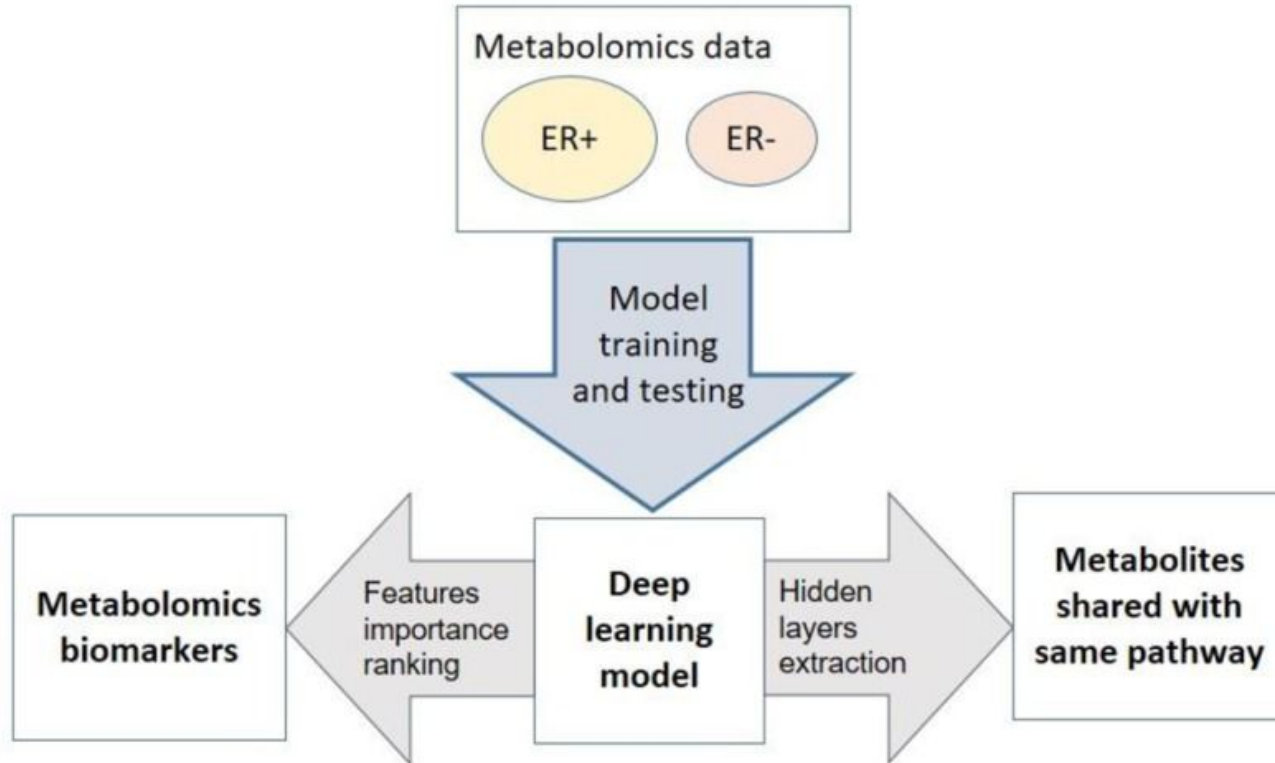 Metabolomics data
ER+
ER-
Model
training
and testing
Metabolomics
biomarkers
Features
importance
ranking
Deep
learning
model
Hidden
layers
extraction
Metabolites
shared with
same pathway